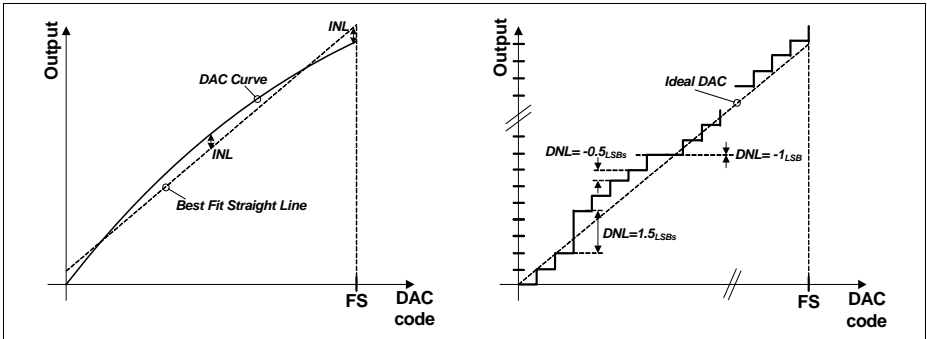 Output
INL
DAC Curve
INL
Best Fit Straight Line
FS
DAC
code
Output
Ideal DAC
DNL= -0.5LSBs
DNL= -1LSB
DNL=1.5LSBs
FS
DAC
code